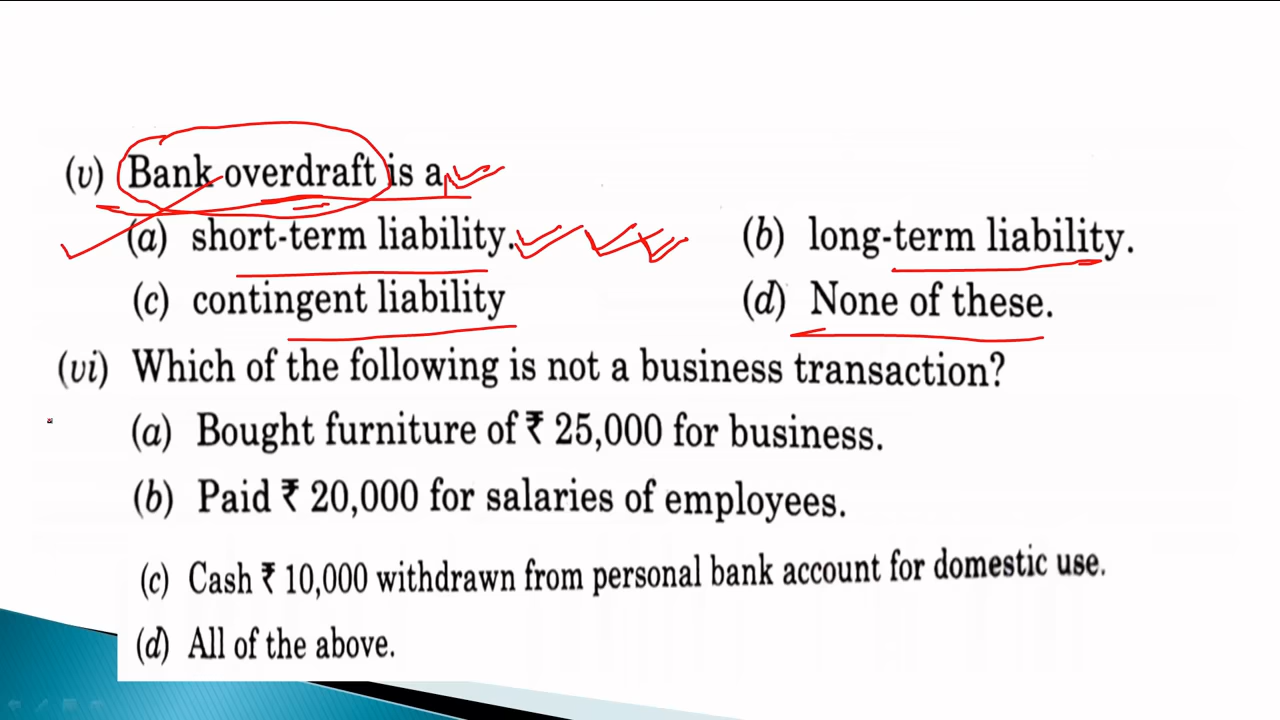 (v) Bank overdraft is a
(a) short-term liability. (b) long-term liability.
(c) contingent liability (d) None of these.
(vi) Which of the following is not a business transaction?
(a) Bought furniture of ₹ 25,000 for business.
(b) Paid ₹ 20,000 for salaries of employees.
(c) Cash ₹ 10,000 withdrawn from personal bank account for domestic use.
(d) All of the above.